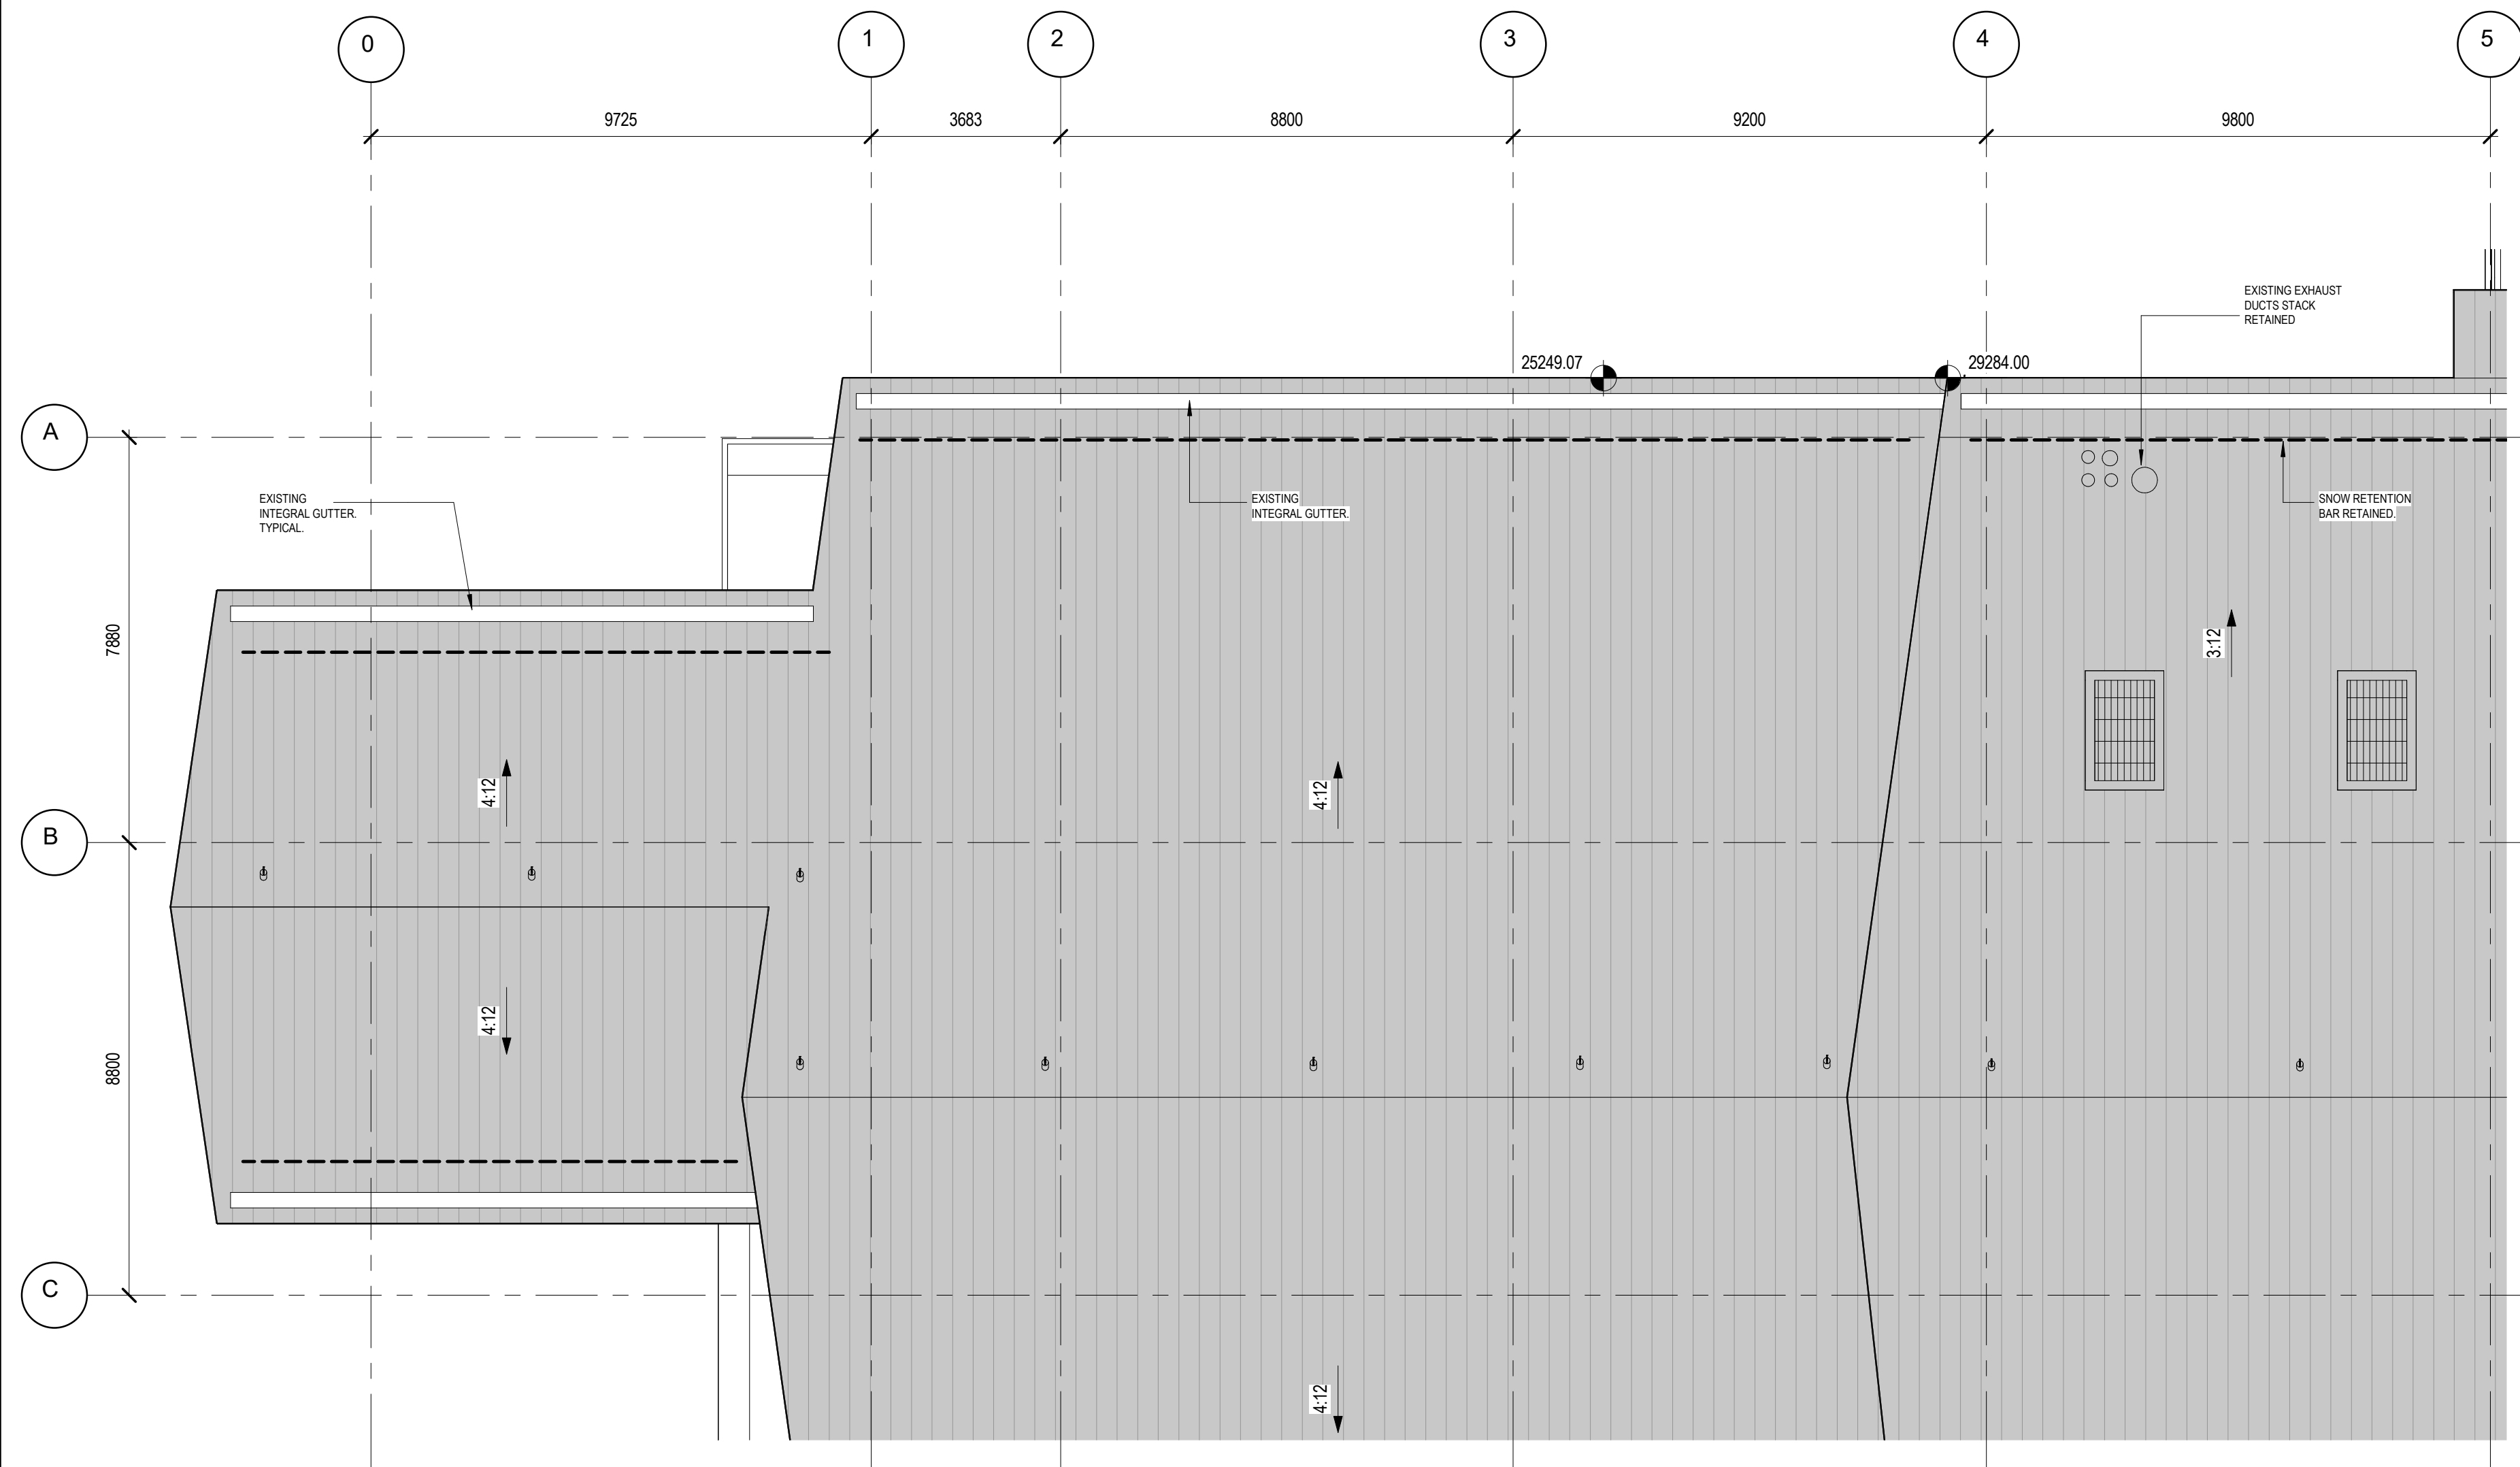 0
1
2
3
4
5
9725
3683
8800
9200
9800
EXISTING EXHAUST
DUCTS STACK
RETAINED
25249.07
29284.00
A
EXISTING
INTEGRAL GUTTER.
TYPICAL.
EXISTING
INTEGRAL GUTTER.
SNOW RETENTION
BAR RETAINED.
7880
3:12
4:12
4:12
B
4:12
8800
C
4:12